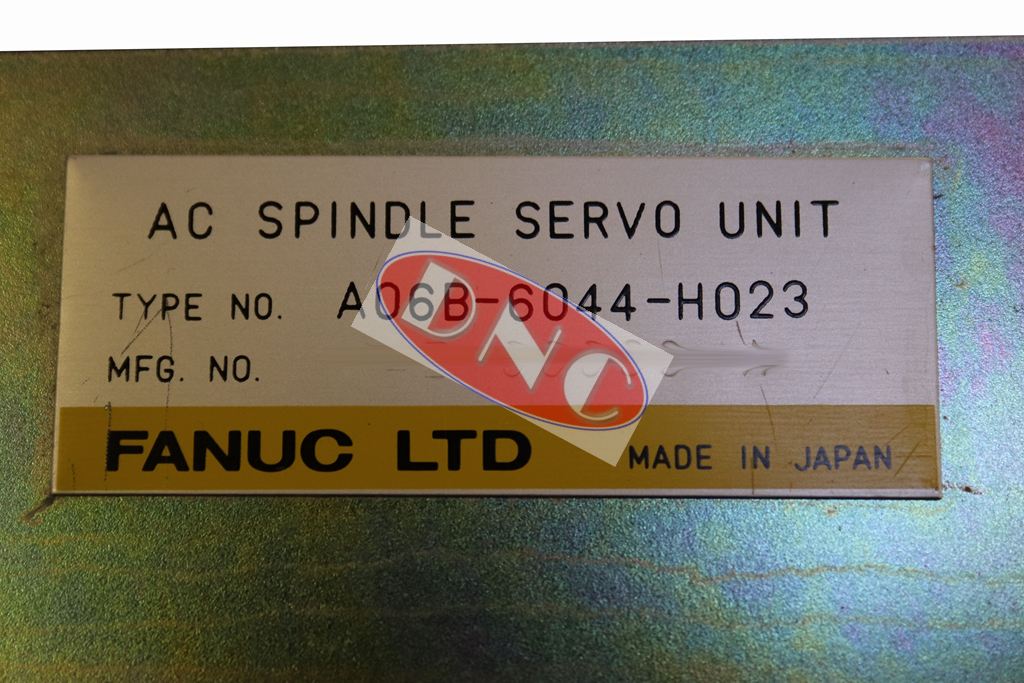 AC SPINDLE SERVO UNIT
TYPE NO. A06B-6044-H023
MFG. NO.
DNC
FANUC LTD MADE IN JAPAN